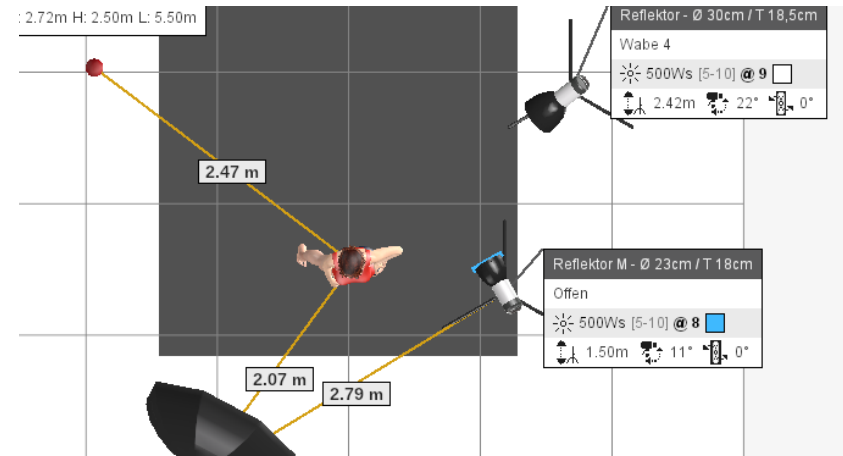 : 2.72m H: 2.50m L: 5.50m
Reflektor - Ø 30cm / T 18,5cm
Wabe 4
500Ws [5-10] @ 9
2.42m 22° 0°
2.47 m
Reflektor M - Ø 23cm / T 18cm
Offen
500Ws [5-10] @ 8
1.50m 11° 0°
2.07 m
2.79 m